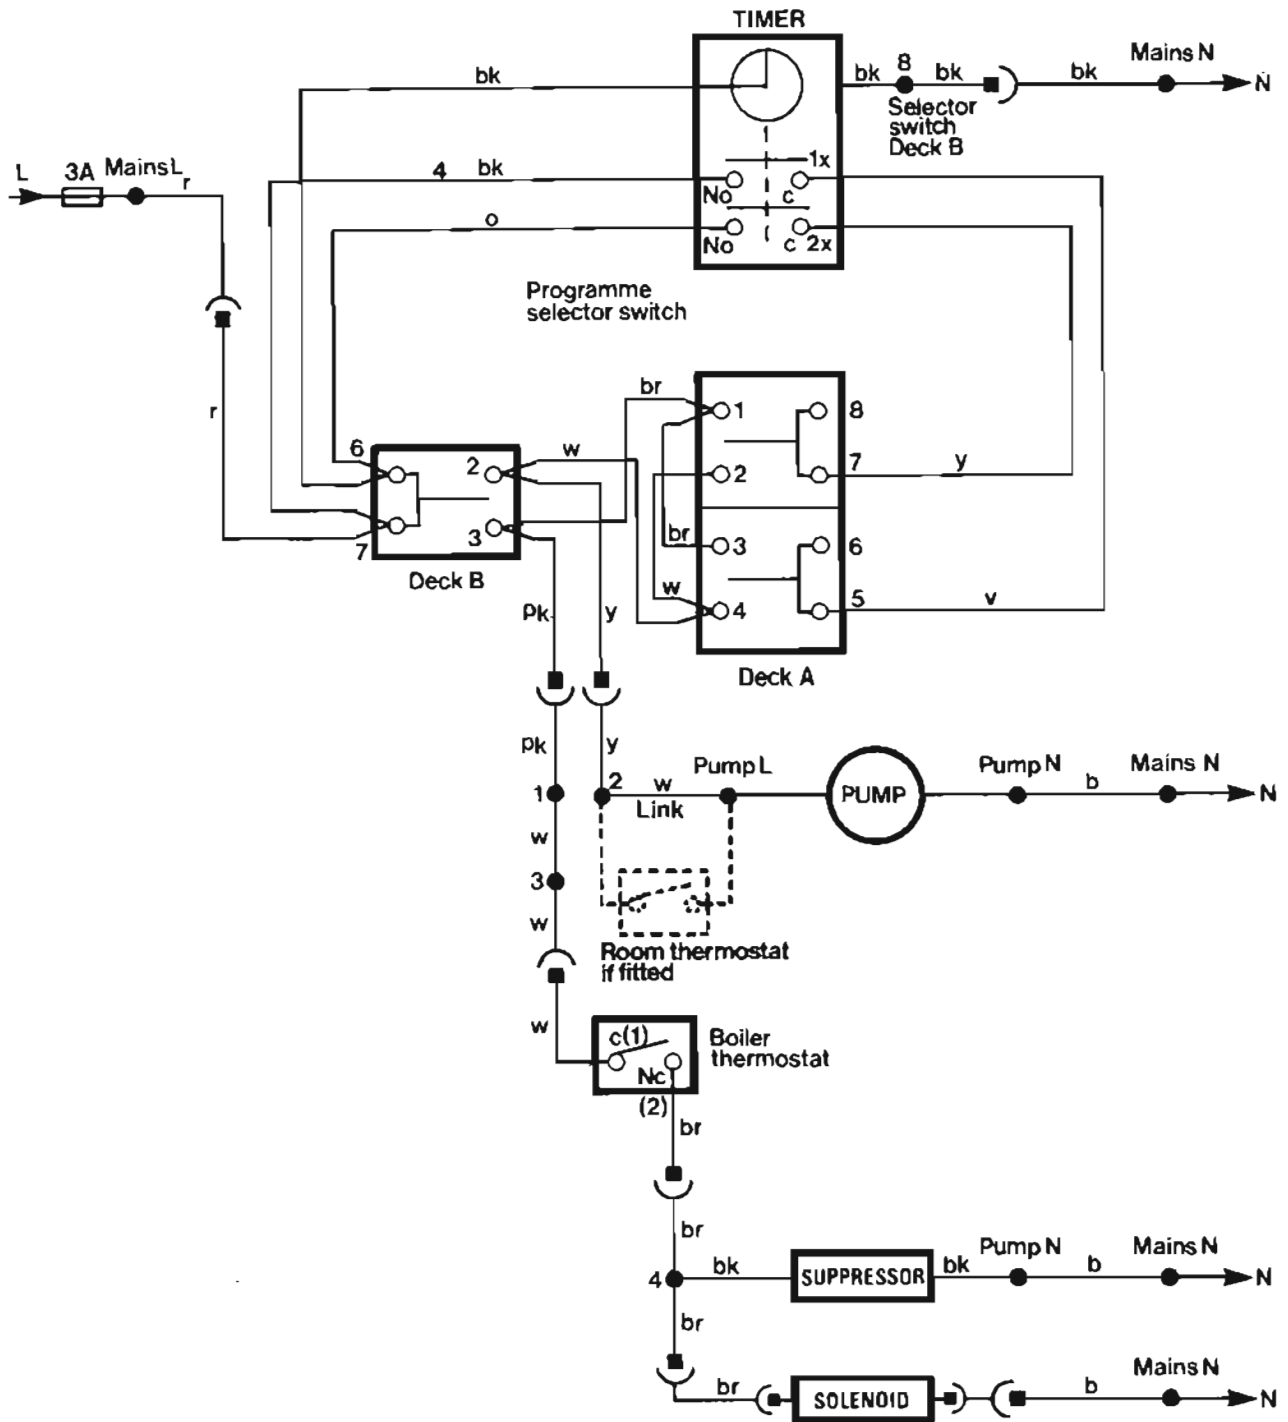 TIMER
Mains N
bk
bk
8
bk
bk
N
Selector
switch
Deck B
L
3A
Mains L
r
4
bk
1x
No
c
o
No
c
2x
Programme
selector switch
r
br
1
8
6
2
w
2
7
y
7
3
br
3
6
Deck B
w
4
5
v
pk
y
Deck A
pk
y
Pump L
Pump N
Mains N
1
2
w
PUMP
b
N
Link
w
3
w
Room thermostat
if fitted
w
c(1)
Boiler
thermostat
Nc
(2)
br
br
Pump N
Mains N
4
bk
SUPPRESSOR
bk
b
N
br
Mains N
br
SOLENOID
b
N